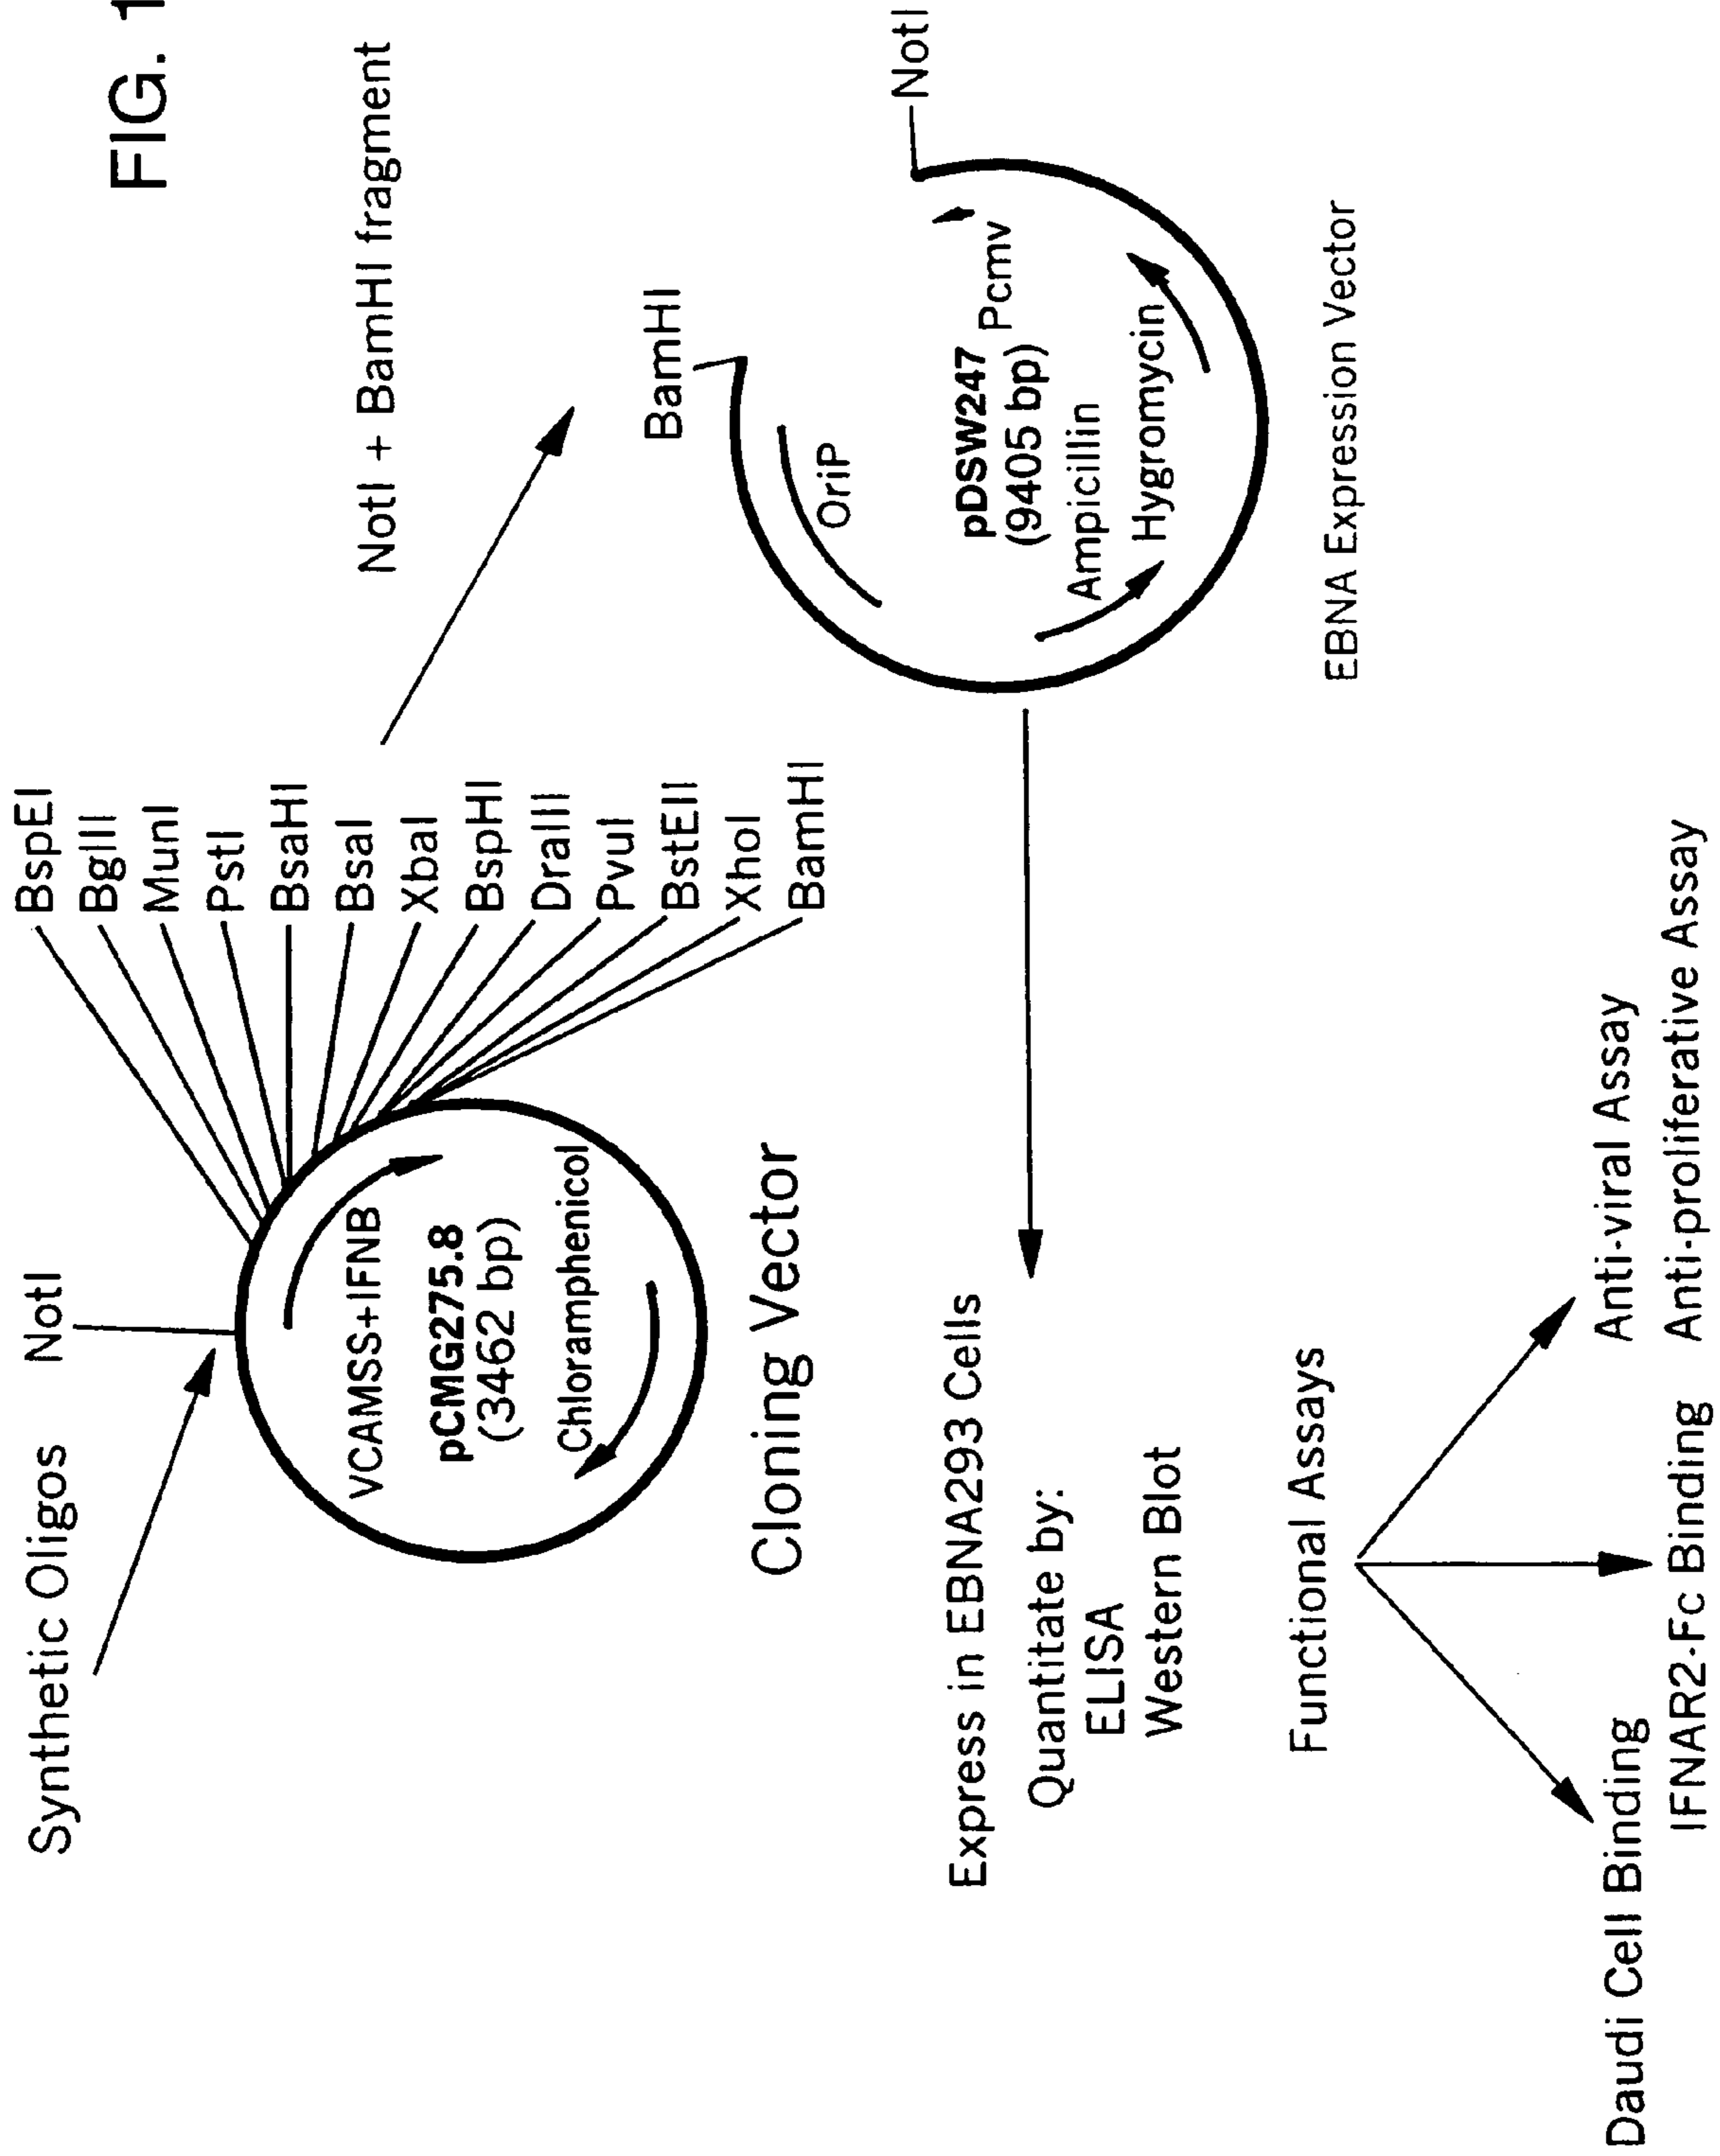 FIG. 1
Synthetic Oligos
NotI
BspEI
BglII
MunI
PstI
BsaHI
BsaI
XbaI
BspHI
DraIII
PvuI
BstEII
XhoI
BamHI
VCAMSS+IFNB
pCMG275.8
(3462 bp)
Chloramphenicol
Cloning Vector
NotI + BamHI fragment
BamHI
NotI
OriP
pDSW247
(9405 bp)
Pcmv
Ampicillin
Hygromycin
EBNA Expression Vector
Express in EBNA293 Cells
Quantitate by:
ELISA
Western Blot
Functional Assays
Daudi Cell Binding
IFNAR2-Fc Binding
Anti-viral Assay
Anti-proliferative Assay